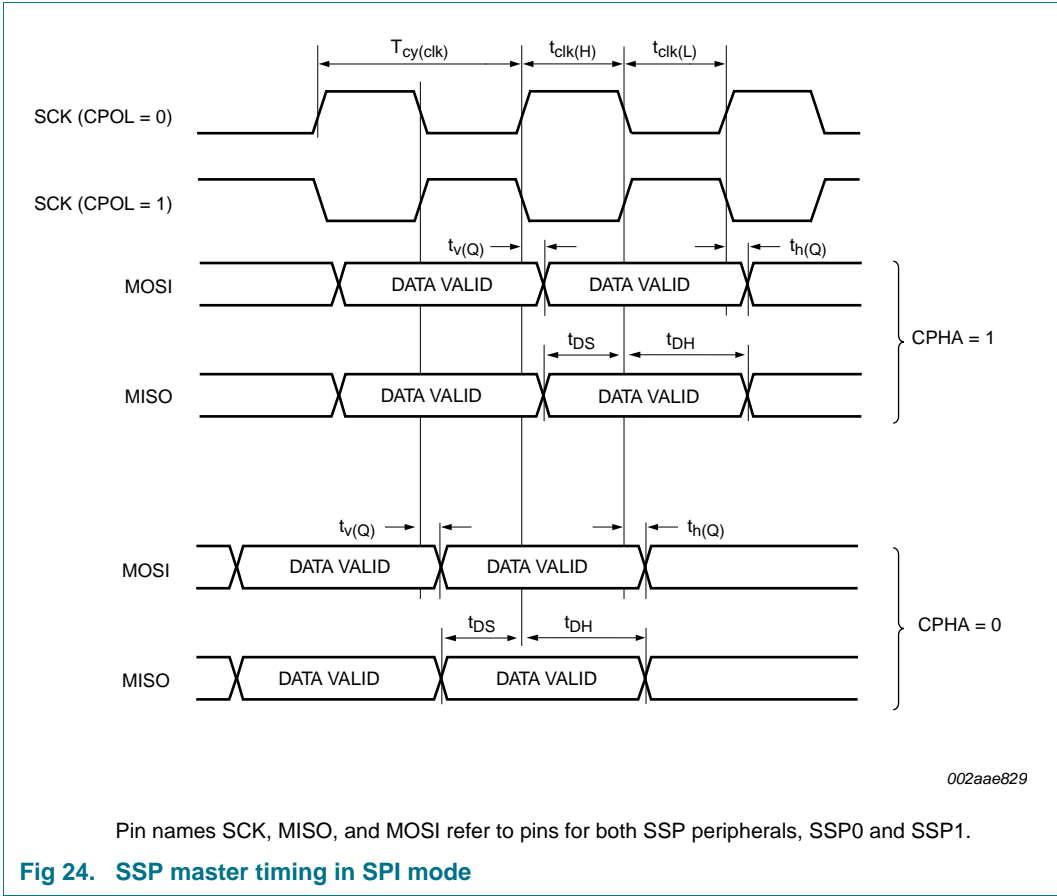 Tcy(clk) tclk(H) tclk(L)
SCK (CPOL = 0)
SCK (CPOL = 1)
tv(Q) th(Q)
MOSI DATA VALID DATA VALID
CPHA = 1
tDS tDH
MISO DATA VALID DATA VALID
tv(Q) th(Q)
MOSI DATA VALID DATA VALID
tDS tDH
CPHA = 0
MISO DATA VALID DATA VALID
002aae829
Pin names SCK, MISO, and MOSI refer to pins for both SSP peripherals, SSP0 and SSP1.
Fig 24. SSP master timing in SPI mode